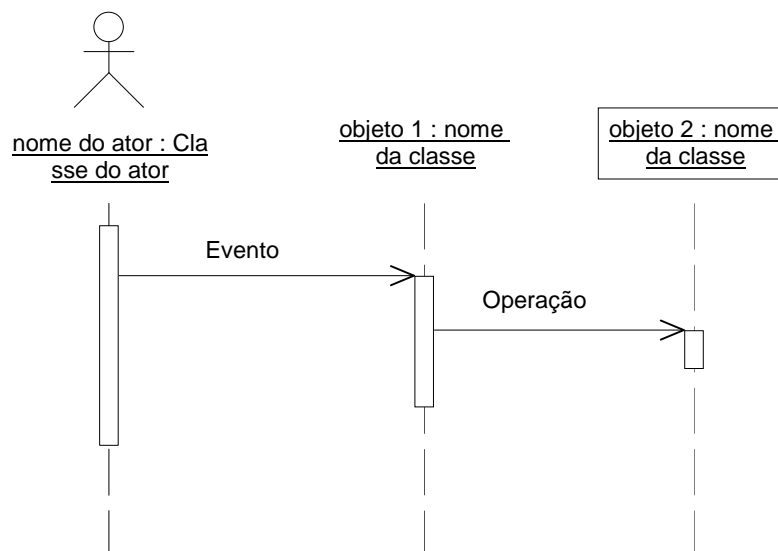 nome do ator : Cla
sse do ator
objeto 1 : nome
da classe
objeto 2 : nome
da classe
Evento
Operação